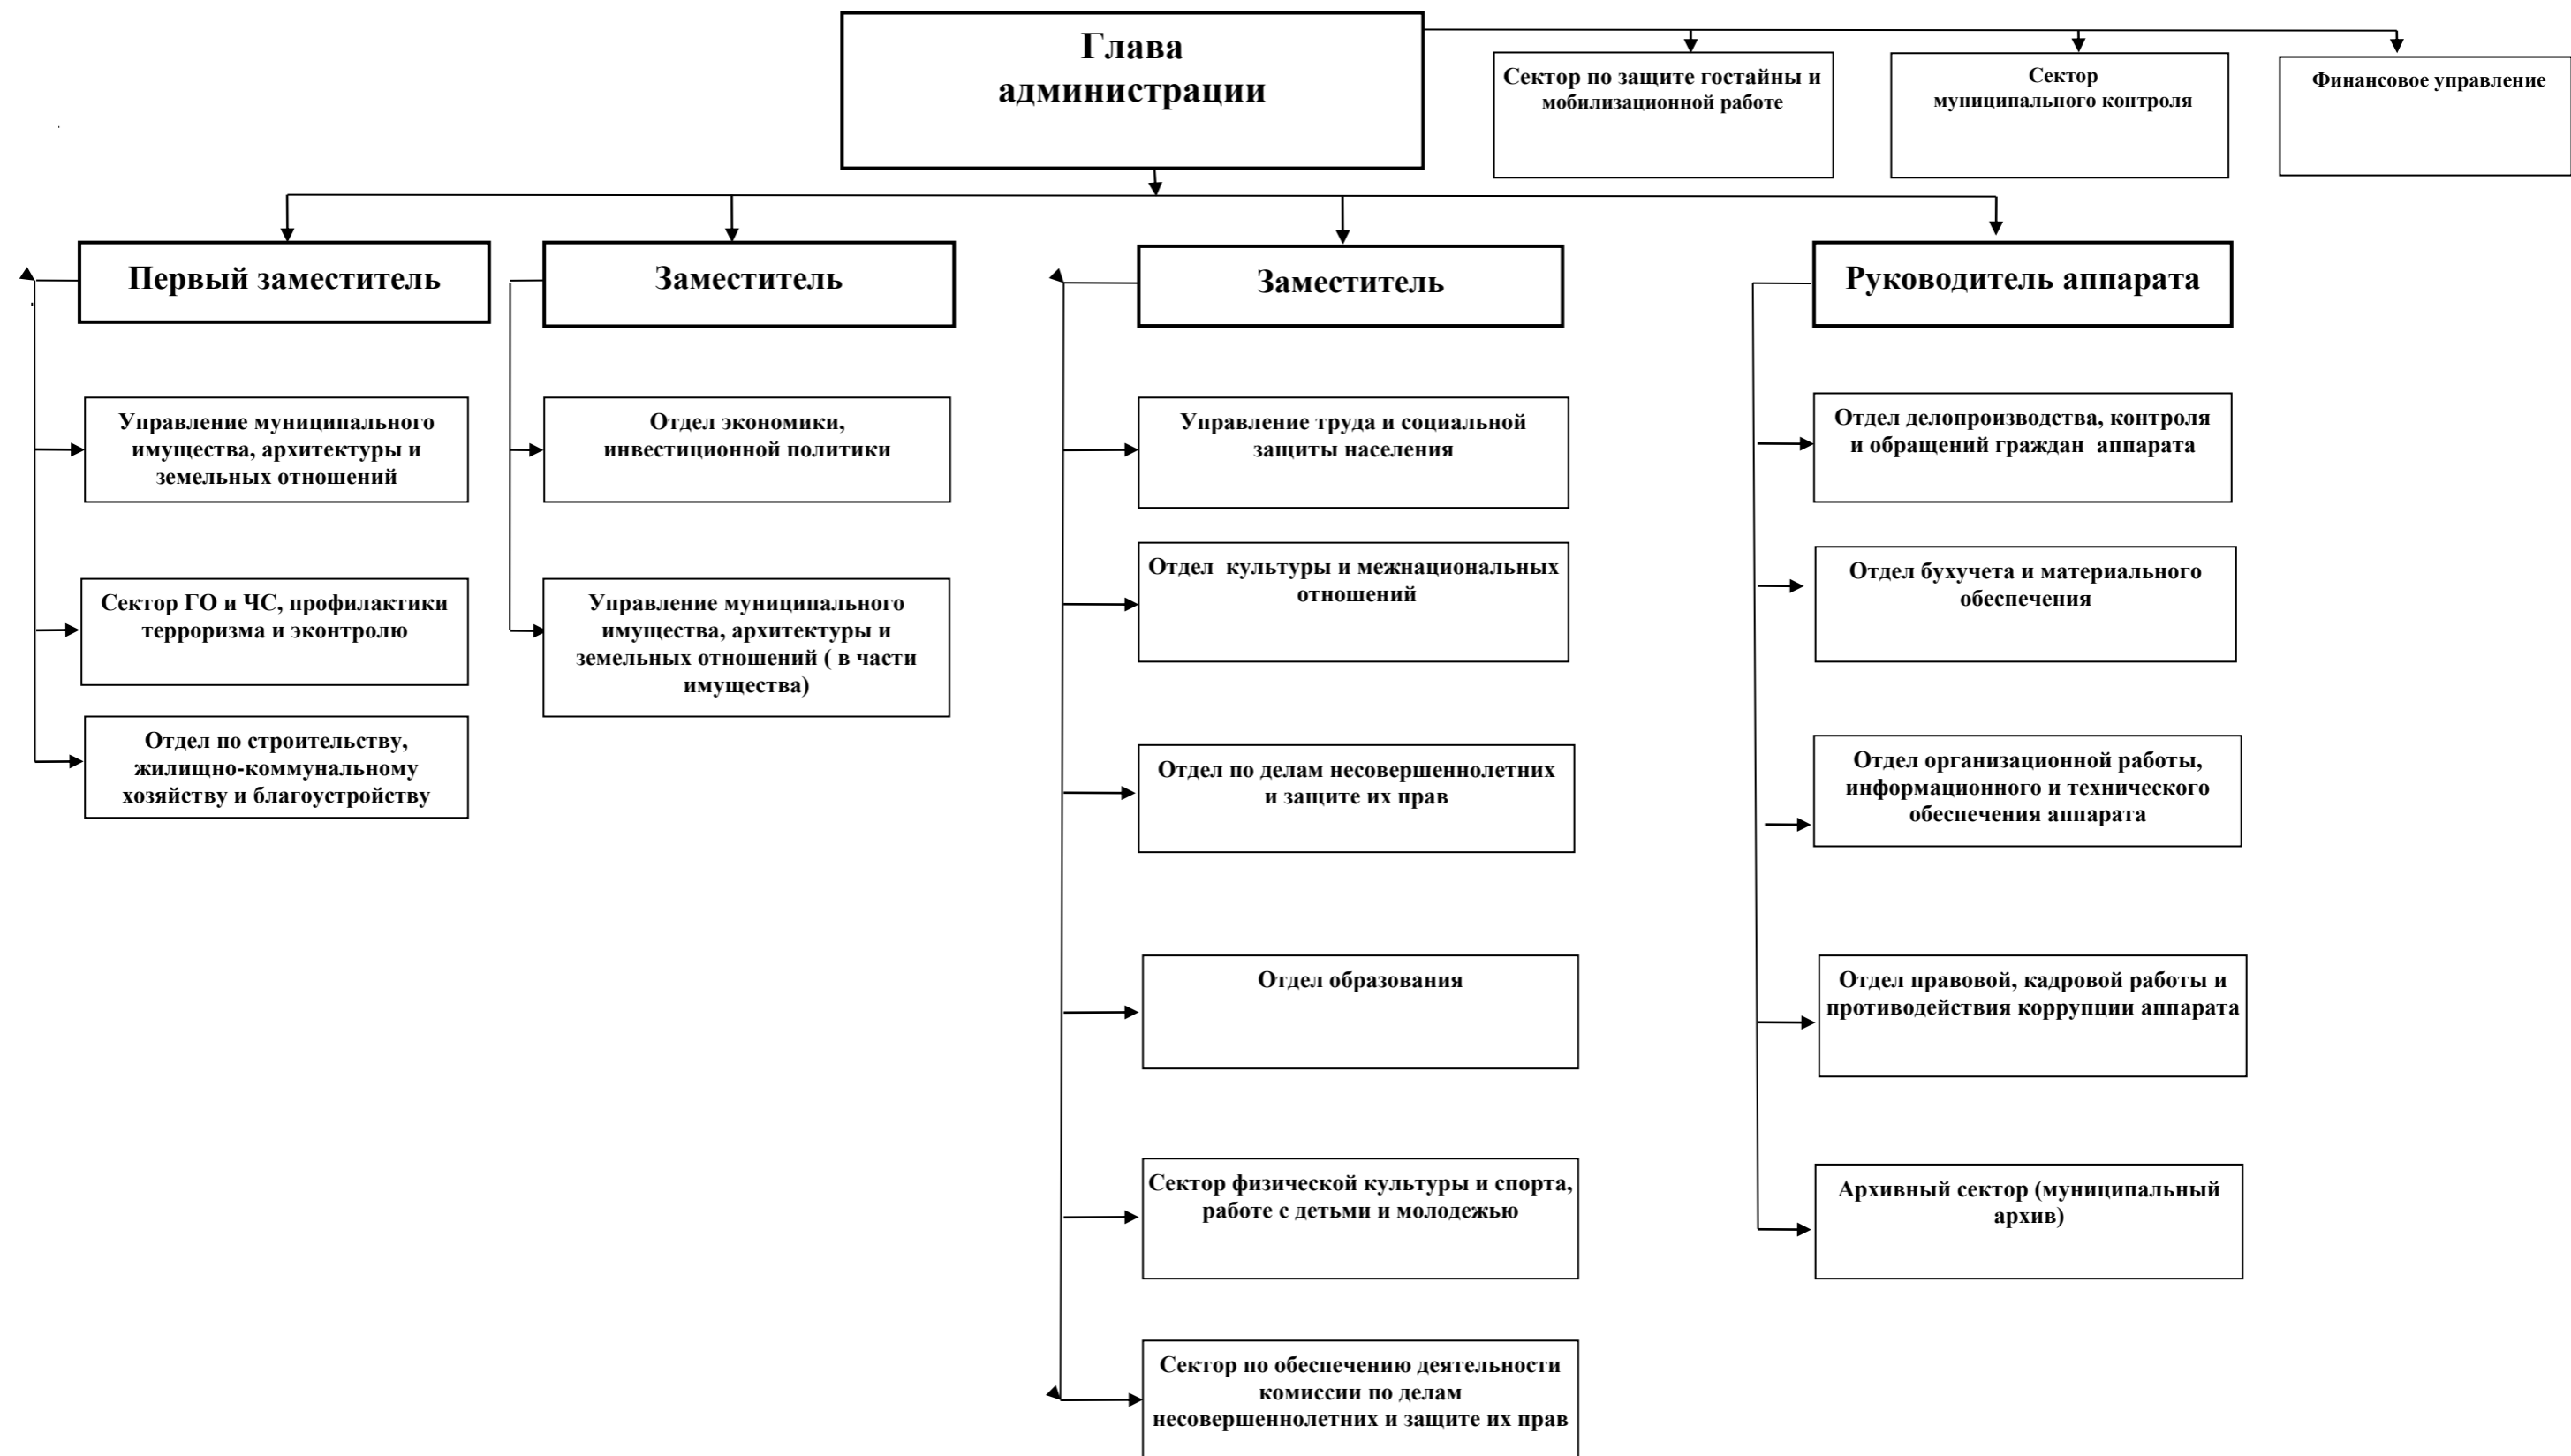 Глава
администрации
Сектор по защите гостайны и
мобилизационной работе
Сектор
муниципального контроля
Финансовое управление
Первый заместитель
Заместитель
Заместитель
Руководитель аппарата
Управление муниципального
имущества, архитектуры и
земельных отношений
Сектор ГО и ЧС, профилактики
терроризма и эконтролю
Отдел по строительству,
жилищно-коммунальному
хозяйству и благоустройству
Отдел экономики,
инвестиционной политики
Управление муниципального
имущества, архитектуры и
земельных отношений ( в части
имущества)
Управление труда и социальной
защиты населения
Отдел культуры и межнациональных
отношений
Отдел по делам несовершеннолетних
и защите их прав
Отдел образования
Сектор физической культуры и спорта,
работе с детьми и молодежью
Сектор по обеспечению деятельности
комиссии по делам
несовершеннолетних и защите их прав
Отдел делопроизводства, контроля
и обращений граждан аппарата
Отдел бухучета и материального
обеспечения
Отдел организационной работы,
информационного и технического
обеспечения аппарата
Отдел правовой, кадровой работы и
противодействия коррупции аппарата
Архивный сектор (муниципальный
архив)